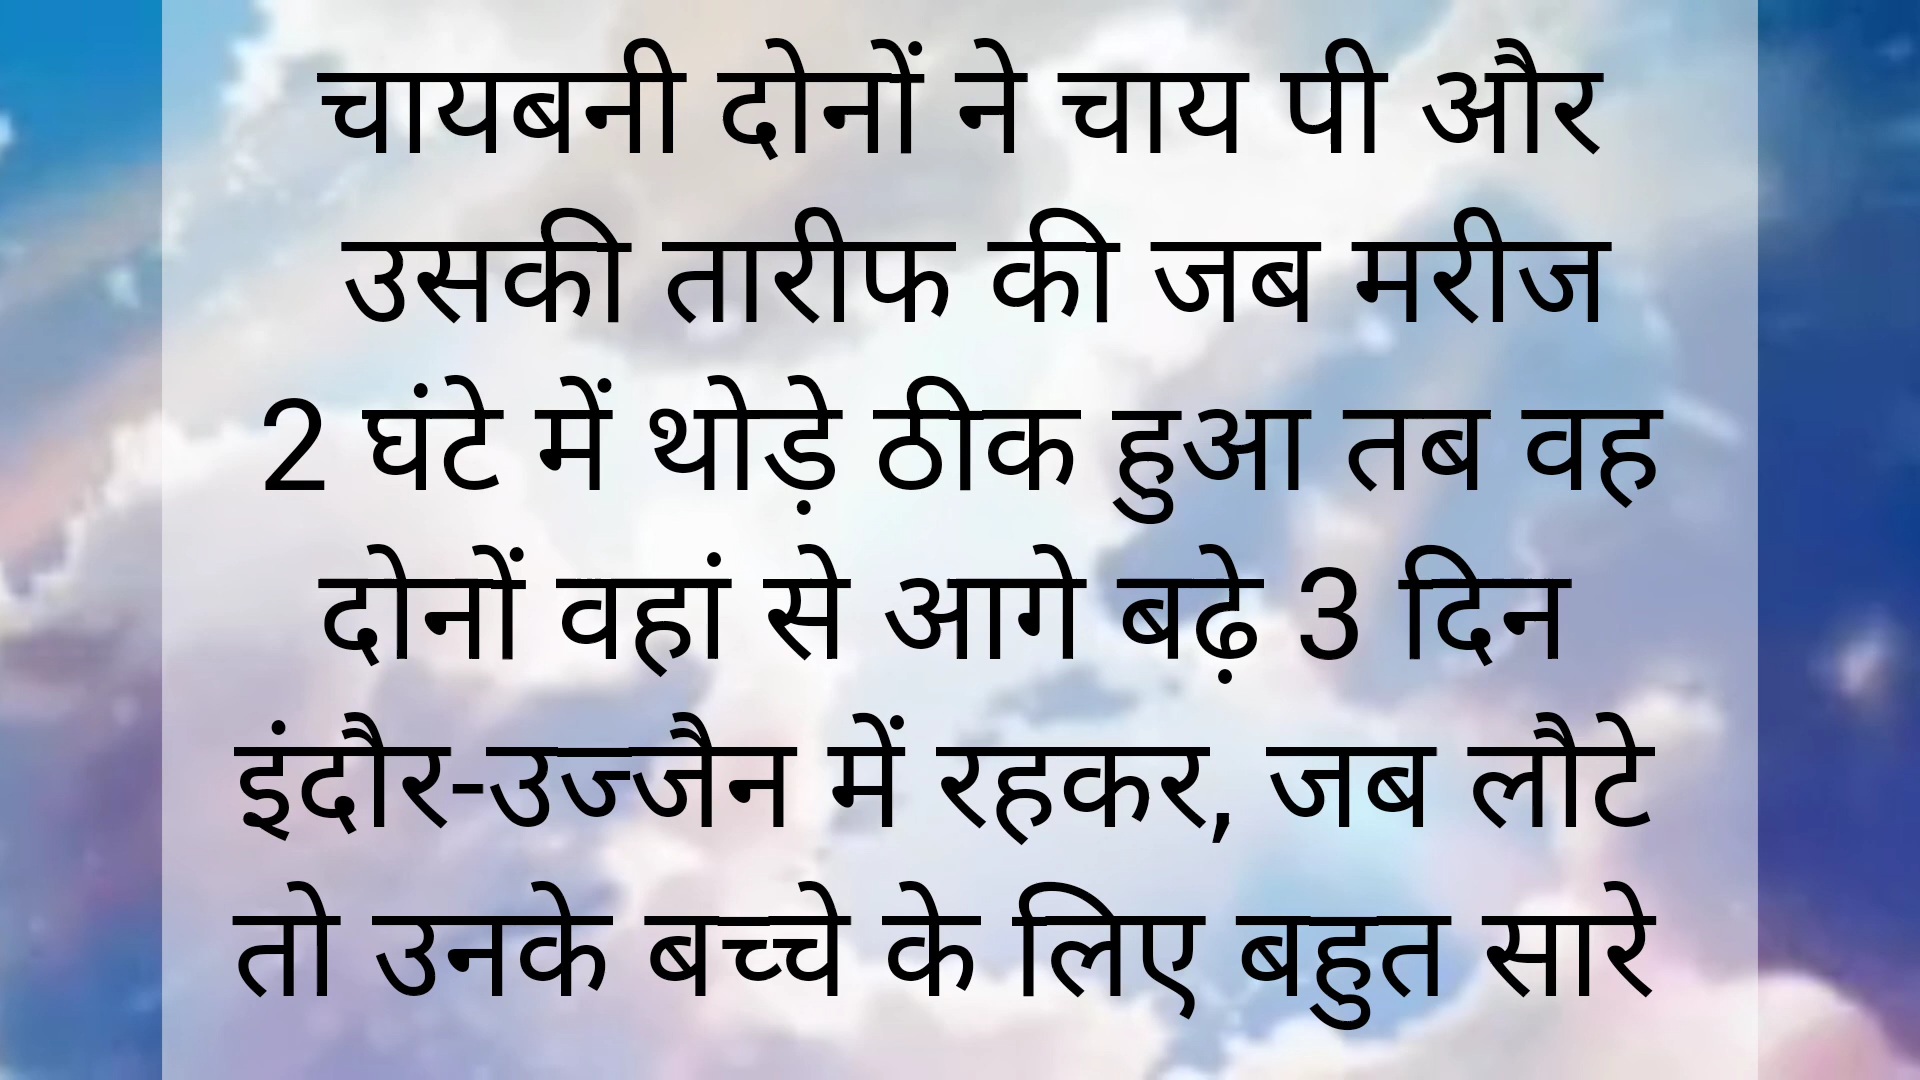 चायबनी दोनों ने चाय पी और
उसकी तारीफ की जब मरीज
2 घंटे में थोड़े ठीक हुआ तब वह
दोनों वहां से आगे बढ़े 3 दिन
इंदौर-उज्जैन में रहकर, जब लौटे
तो उनके बच्चे के लिए बहुत सारे